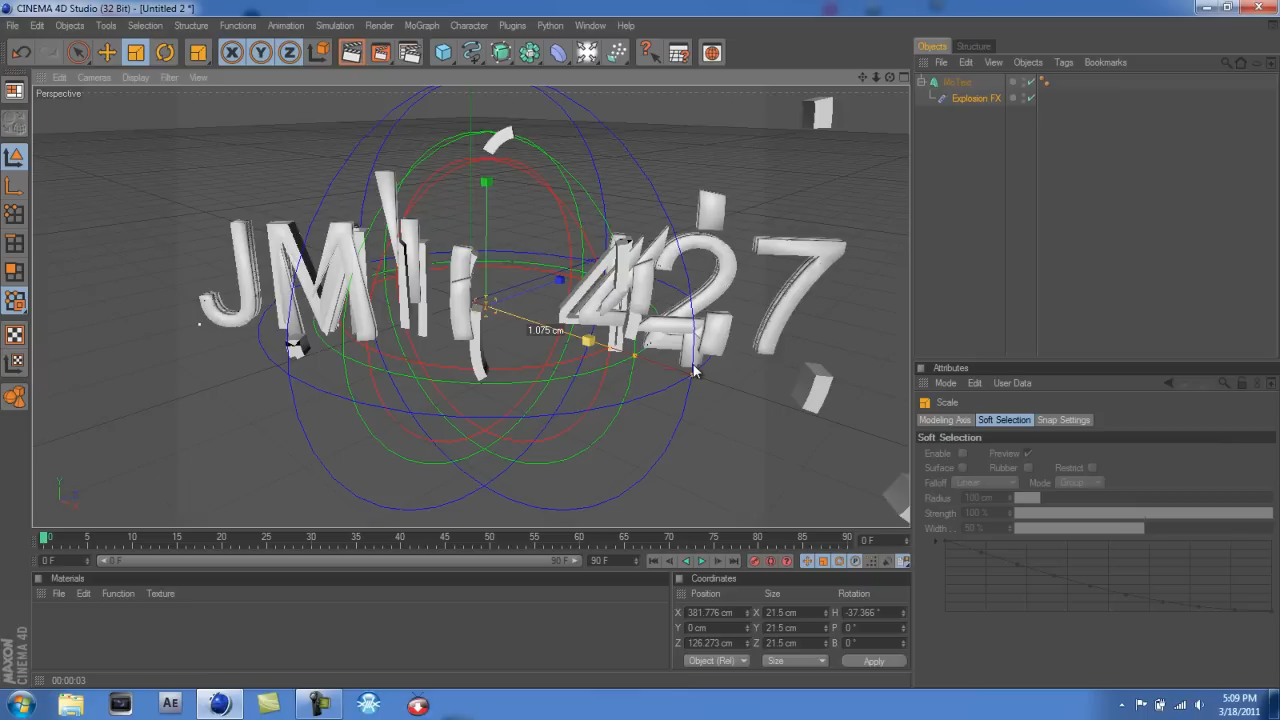 CINEMA 4D Studio (32 Bit) - [Untitled 2 *]
File Edit Objects Tools Selection Structure Functions Animation Simulation Render MoGraph Character Plugins Python Window Help
Edit Cameras Display Filter View
Perspective
JM
427
1.075 cm
Y
0 5 10 15 20 25 30 35 40 45 50 55 60 65 70 75 80 85 90 0 F
0 F 0 F 90 F 90 F
Materials
File Edit Function Texture
Coordinates
Position Size Rotation
X 381.776 cm X 21.5 cm H -37.366 °
Y 0 cm Y 21.5 cm P 0 °
Z 126.273 cm Z 21.5 cm B 0 °
Object (Rel) Size Apply
00:00:03
Objects Structure
File Edit View Objects Tags Bookmarks
MoText
Explosion FX
Attributes
Mode Edit User Data
Scale
Modeling Axis Soft Selection Snap Settings
Soft Selection
Enable Preview
Surface Rubber Restrict
Falloff Linear Mode Group
Radius 100 cm
Strength 100 %
Width . . . 50 %
MAXON
CINEMA 4D
X Y Z
Ae
5:09 PM
3/18/2011